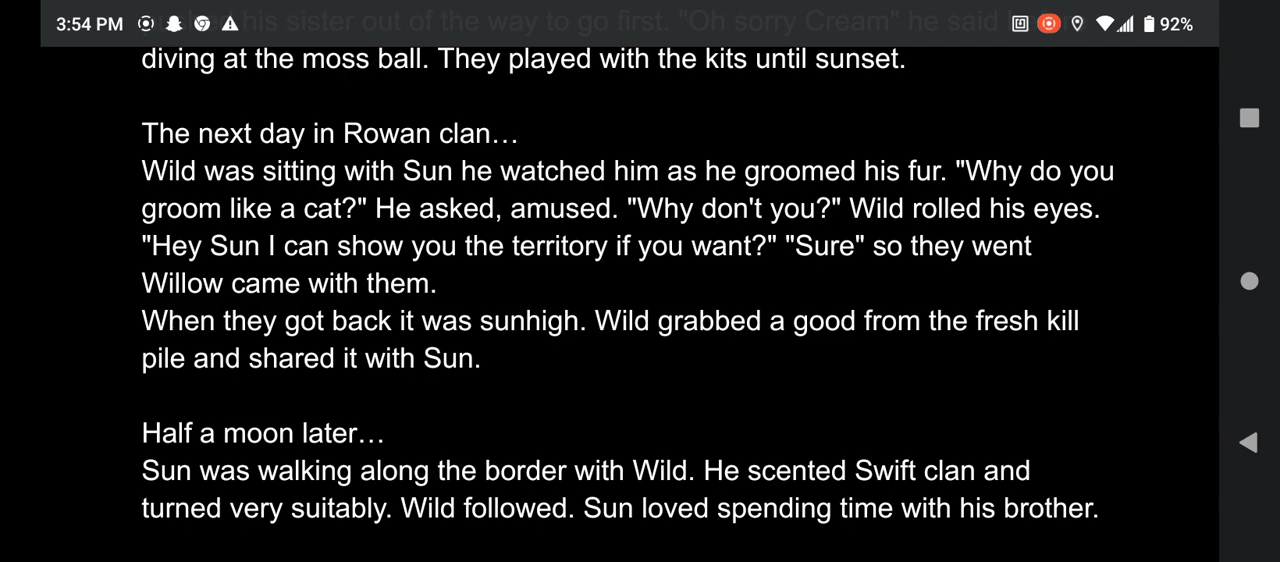 his sister out of the way to go first. "Oh sorry Cream" he said
3:54 PM 92%
diving at the moss ball. They played with the kits until sunset.
The next day in Rowan clan…
Wild was sitting with Sun he watched him as he groomed his fur. "Why do you
groom like a cat?" He asked, amused. "Why don't you?" Wild rolled his eyes.
"Hey Sun I can show you the territory if you want?" "Sure" so they went
Willow came with them.
When they got back it was sunhigh. Wild grabbed a good from the fresh kill
pile and shared it with Sun.
Half a moon later…
Sun was walking along the border with Wild. He scented Swift clan and
turned very suitably. Wild followed. Sun loved spending time with his brother.